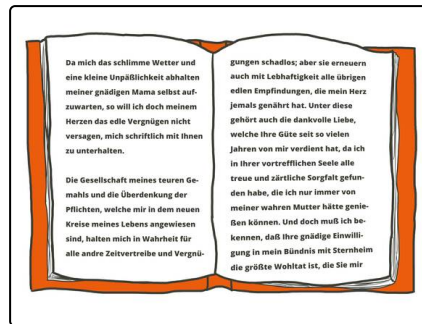 Da mich das schlimme Wetter und
eine kleine Unpäßlichkeit abhalten
meiner gnädigen Mama selbst auf-
zuwarten, so will ich doch meinem
Herzen das edle Vergnügen nicht
versagen, mich schriftlich mit Ihnen
zu unterhalten.
Die Gesellschaft meines teuren Ge-
mahls und die Überdenkung der
Pflichten, welche mir in dem neuen
Kreise meines Lebens angewiesen
sind, halten mich in Wahrheit für
alle andre Zeitvertreibe und Vergnü-
gungen schadlos; aber sie erneuern
auch mit Lebhaftigkeit alle übrigen
edlen Empfindungen, die mein Herz
jemals genährt hat. Unter diese
gehört auch die dankvolle Liebe,
welche Ihre Güte seit so vielen
Jahren von mir verdient hat, da ich
in Ihrer vortrefflichen Seele alle
treue und zärtliche Sorgfalt gefun-
den habe, die ich nur immer von
meiner wahren Mutter hätte genie-
ßen können. Und doch muß ich be-
kennen, daß Ihre gnädige Einwilli-
gung in mein Bündnis mit Sternheim
die größte Wohltat ist, die Sie mir